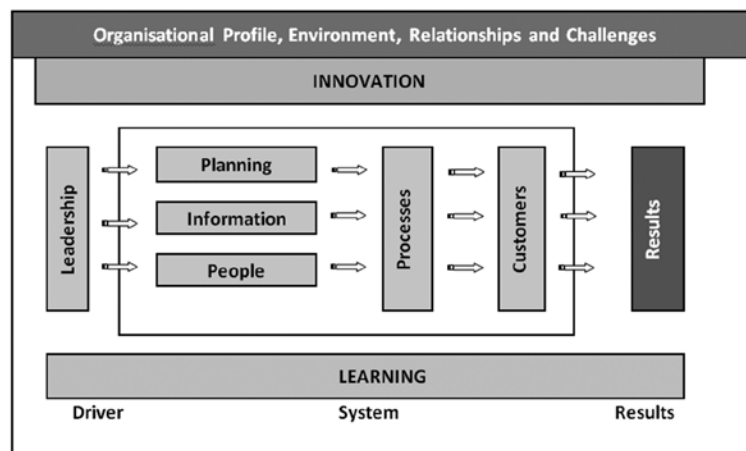 Organisational Profile, Environment, Relationships and Challenges
INNOVATION
Leadership
Planning
Information
People
Processes
Customers
Results
LEARNING
Driver System Results